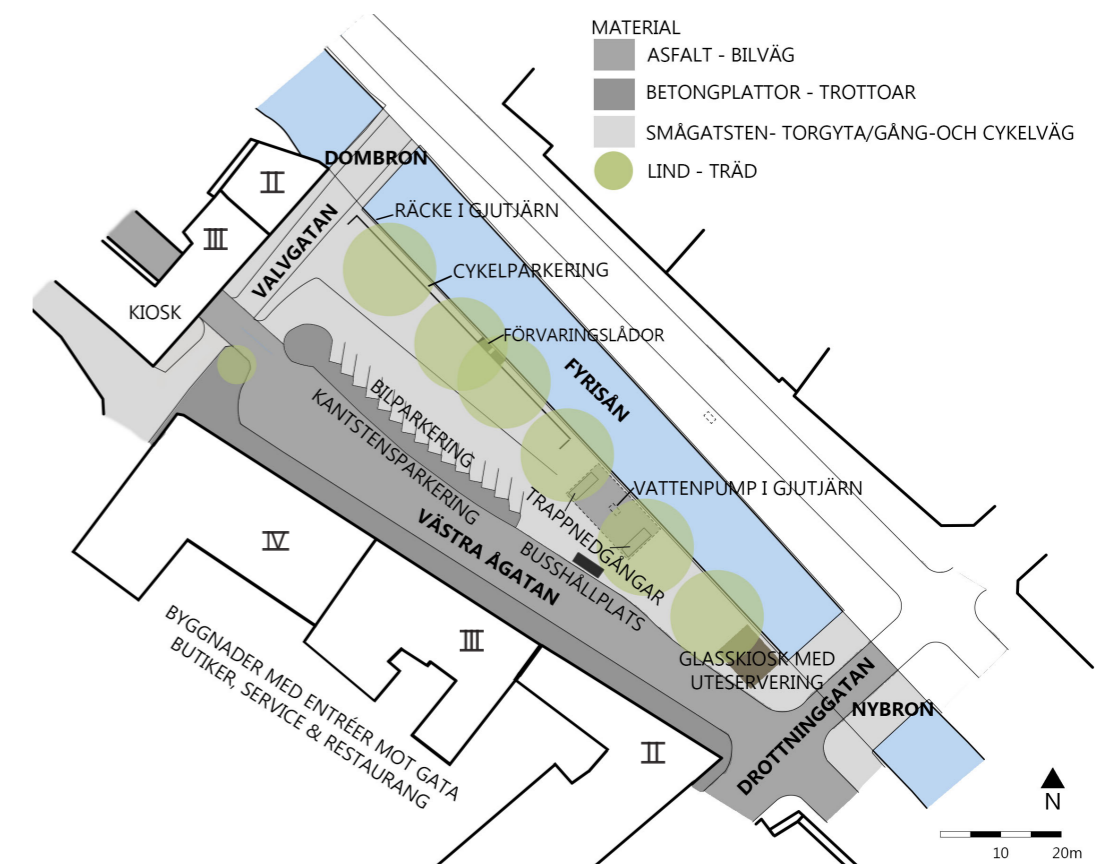 MATERIAL
ASFALT - BILVÄG
BETONGPLATTOR - TROTTOAR
SMÅGATSTEN- TORGYTA/GÅNG-OCH CYKELVÄG
LIND - TRÄD
DOMBRON
II
III
KIOSK
VALVGATAN
RÄCKE I GJUTJÄRN
CYKELPARKERING
FÖRVARINGSLÅDOR
FYRISÅN
BILPARKERING
KANTSTENSPARKERING
VÄSTRA ÅGATAN
VATTENPUMP I GJUTJÄRN
TRAPPNEDGÅNGAR
BUSSHÅLLPLATS
IV
III
II
BYGGNADER MED ENTRÉER MOT GATA
BUTIKER, SERVICE & RESTAURANG
GLASSKIOSK MED
UTESERVERING
DROTTNINGGATAN
NYBRON
N
10 20m